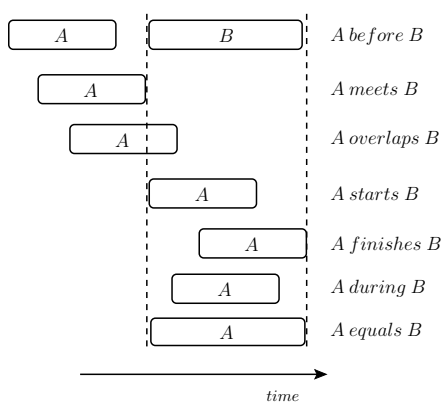 A B A before B
A A meets B
A A overlaps B
A A starts B
A A finishes B
A A during B
A A equals B
time